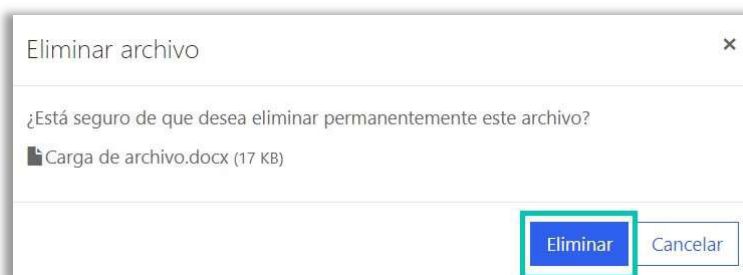 Eliminar archivo
¿Está seguro de que desea eliminar permanentemente este archivo?
Carga de archivo.docx (17 KB)
Eliminar Cancelar